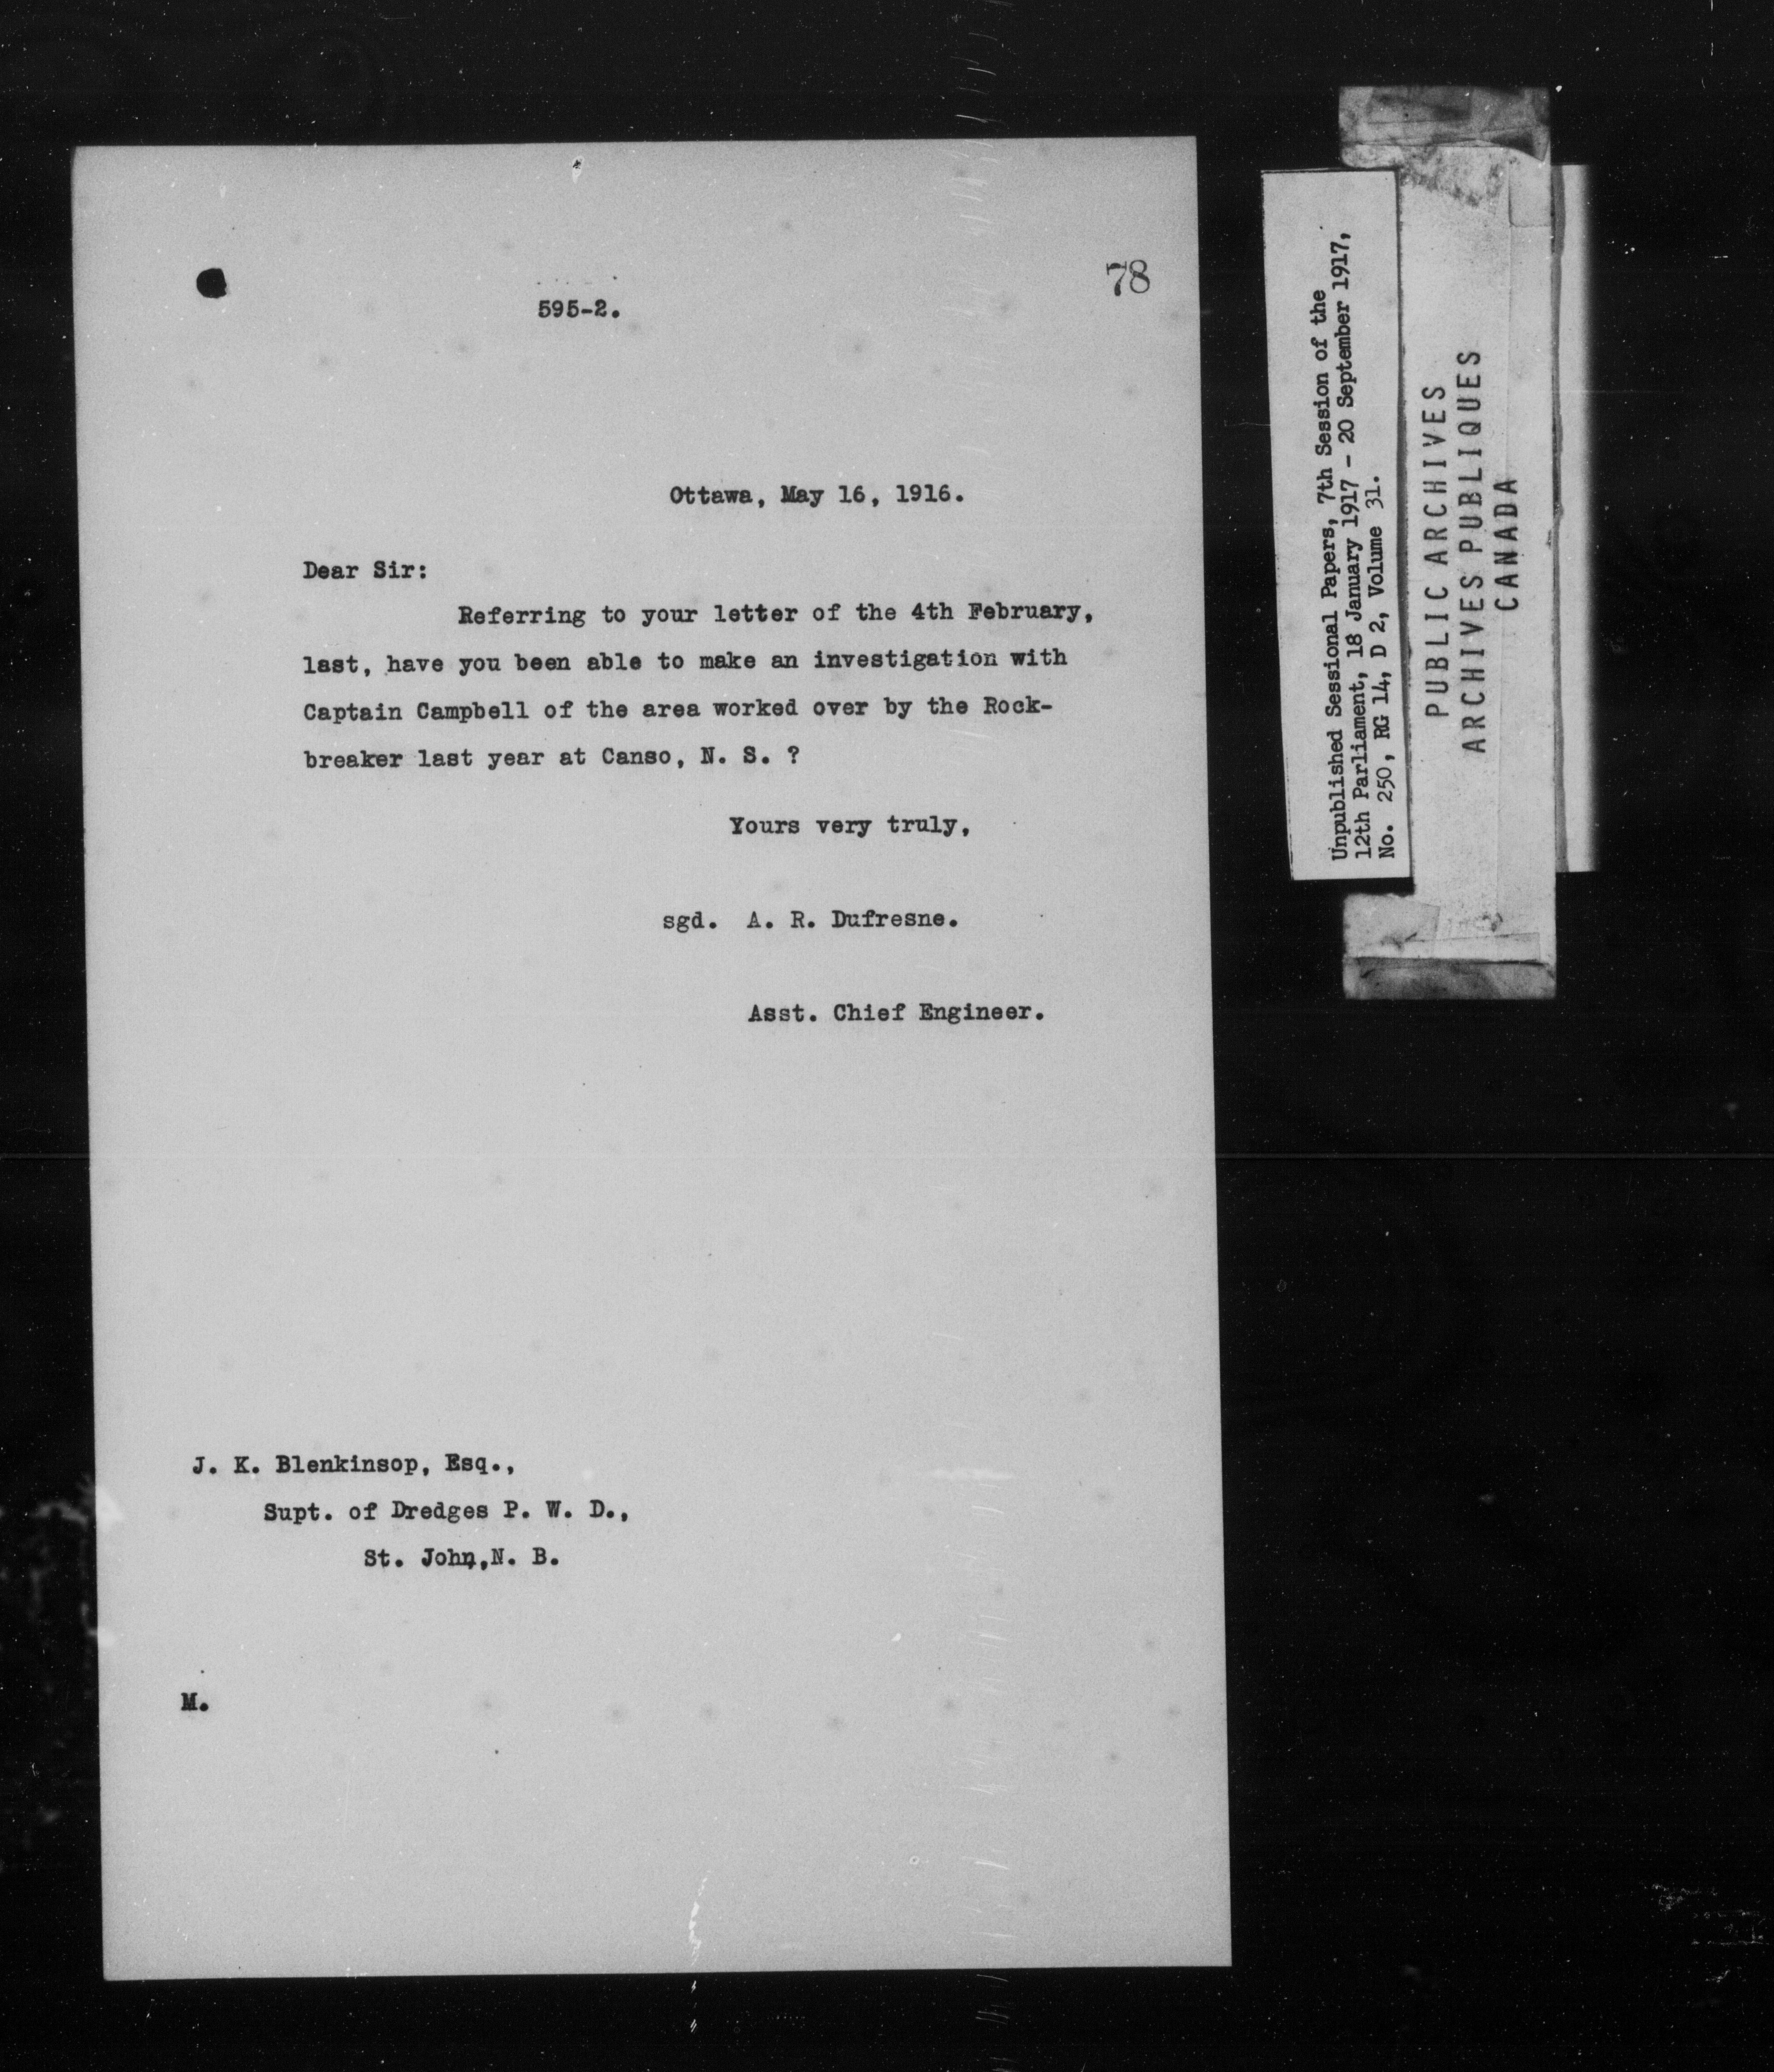 78
595-2.
Ottawa, May 16, 1916.
Dear Sir:
Referring to your letter of the 4th February,
last, have you been able to make an investigation with
Captain Campbell of the area worked over by the Rock-
breaker last year at Canso, N. S. ?
Yours very truly,
sgd. A. R. Dufresne.
Asst. Chief Engineer.
J. K. Blenkinsop, Esq.,
Supt. of Dredges P. W. D.,
St. John, N. B.
M.
Unpublished Sessional Papers, 7th Session of the
12th Parliament, 18 January 1917 - 20 September 1917,
No. 250, RG 14, D 2, Volume 31.
PUBLIC ARCHIVES
ARCHIVES PUBLIQUES
CANADA